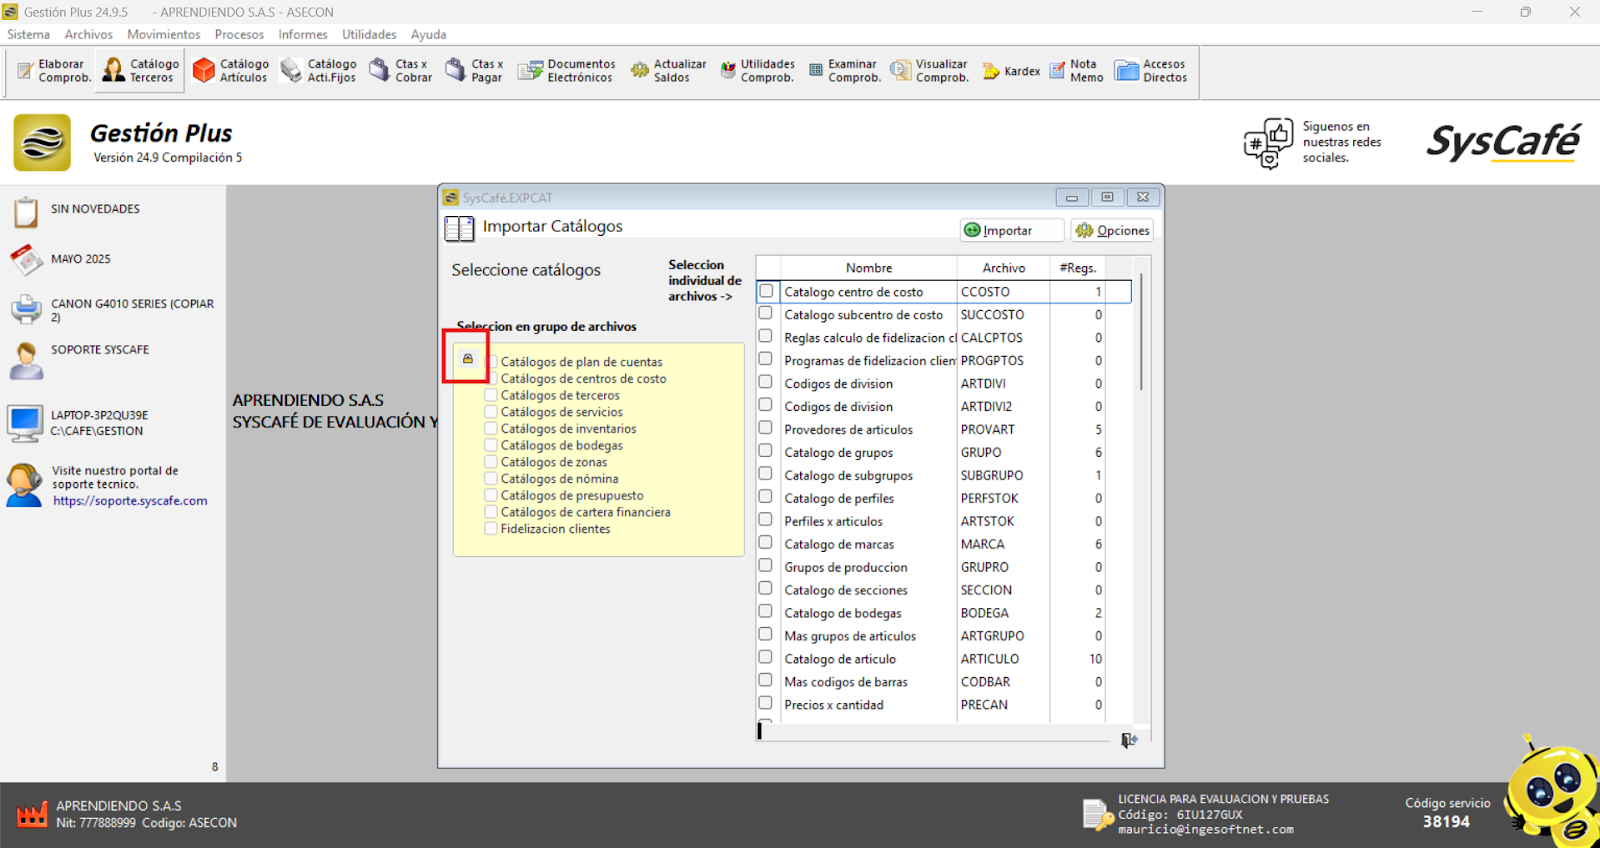 Gestión Plus 24.9.5 - APRENDIENDO S.A.S - ASECON
Sistema Archivos Movimientos Procesos Informes Utilidades Ayuda
Elaborar Comprob.
Catálogo Terceros
Catálogo Artículos
Catálogo Acti.Fijos
Ctas x Cobrar
Ctas x Pagar
Documentos Electrónicos
Actualizar Saldos
Utilidades Comprob.
Examinar Comprob.
Visualizar Comprob.
Kardex
Nota Memo
Accesos Directos
Gestión Plus
Versión 24.9 Compilación 5
Siguenos en
nuestras redes
sociales.
SysCafé
SIN NOVEDADES
MAYO 2025
CANON G4010 SERIES (COPIAR
2)
SOPORTE SYSCAFE
LAPTOP-3P2QU39E
C:\CAFE\GESTION
Visite nuestro portal de
soporte tecnico.
https://soporte.syscafe.com
8
APRENDIENDO S.A.S
SYSCAFÉ DE EVALUACIÓN Y
SysCafé.EXPCAT
Importar Catálogos
Importar
Opciones
Seleccione catálogos
Seleccion
individual de
archivos ->
Seleccion en grupo de archivos
Catálogos de plan de cuentas
Catálogos de centros de costo
Catálogos de terceros
Catálogos de servicios
Catálogos de inventarios
Catálogos de bodegas
Catálogos de zonas
Catálogos de nómina
Catálogos de presupuesto
Catálogos de cartera financiera
Fidelizacion clientes
Nombre Archivo #Regs.
Catalogo centro de costo CCOSTO 1
Catalogo subcentro de costo SUCCOSTO 0
Reglas calculo de fidelizacion cl CALCPTOS 0
Programas de fidelizacion clien PROGPTOS 0
Codigos de division ARTDIVI 0
Codigos de division ARTDIVI2 0
Provedores de articulos PROVART 5
Catalogo de grupos GRUPO 6
Catalogo de subgrupos SUBGRUPO 1
Catalogo de perfiles PERFSTOK 0
Perfiles x articulos ARTSTOK 0
Catalogo de marcas MARCA 6
Grupos de produccion GRUPRO 0
Catalogo de secciones SECCION 0
Catalogo de bodegas BODEGA 2
Mas grupos de articulos ARTGRUPO 0
Catalogo de articulo ARTICULO 10
Mas codigos de barras CODBAR 0
Precios x cantidad PRECAN 0
APRENDIENDO S.A.S
Nit: 777888999 Codigo: ASECON
LICENCIA PARA EVALUACION Y PRUEBAS
Código: 6IU127GUX
mauricio@ingesoftnet.com
Código servicio
38194